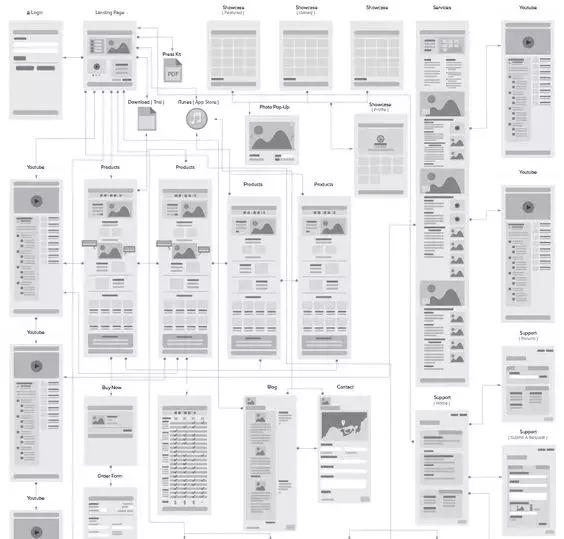 Login
Landing Page
Showcase
( Featured )
Showcase
( Gallery )
Showcase
Services
Youtube
Press Kit
PDF
Download ( Trial )
iTunes ( App Store )
Photo Pop-Up
Showcase
( Profile )
Youtube
Products
Products
Products
Products
Youtube
Youtube
Support
( Forums )
Buy Now
Blog
Contact
Support
( Home )
Support
( Submit A Request )
Order Form
Youtube